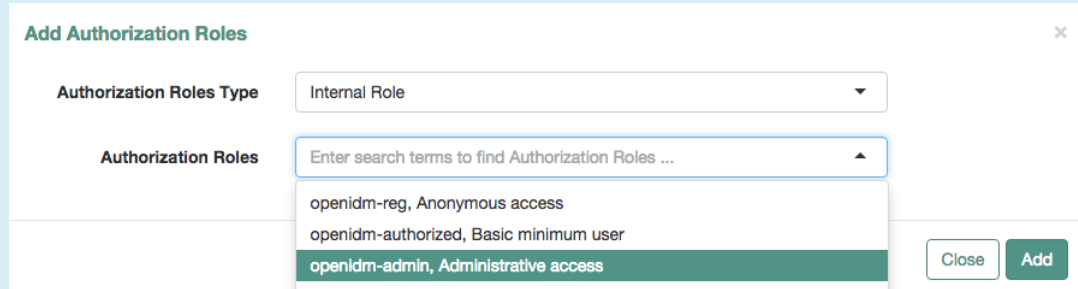 Add Authorization Roles ×
Authorization Roles Type Internal Role
Authorization Roles Enter search terms to find Authorization Roles ...
openidm-reg, Anonymous access
openidm-authorized, Basic minimum user
openidm-admin, Administrative access
Close Add